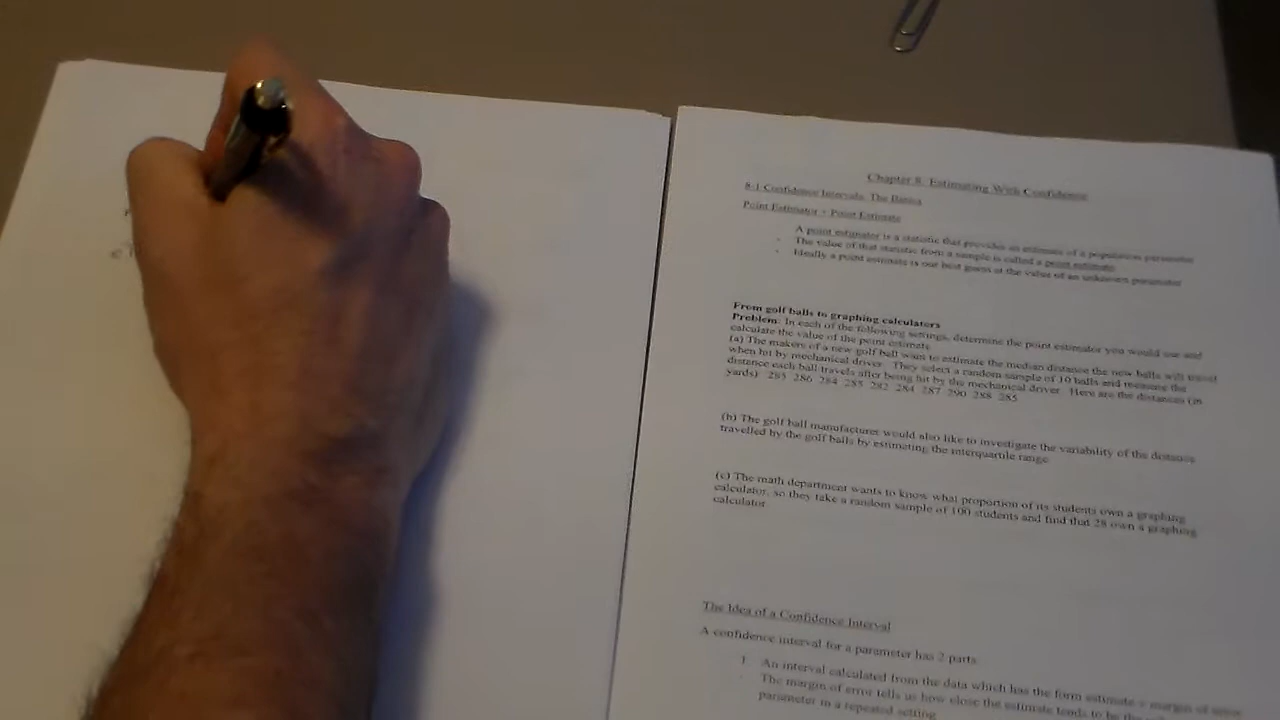 Chapter 8: Estimating With Confidence
8.1 Confidence Intervals: The Basics
Point Estimator + Point Estimate
A point estimator is a statistic that provides an estimate of a population parameter
The value of that statistic from a sample is called a point estimate
Ideally a point estimate is our best guess at the value of an unknown parameter
From golf balls to graphing calculators
Problem: In each of the following settings, determine the point estimator you would use and
calculate the value of the point estimate.
(a) The makers of a new golf ball want to estimate the median distance the new balls will travel
when hit by mechanical driver. They select a random sample of 10 balls and measure the
distance each ball travels after being hit by the mechanical driver. Here are the distances (in
yards): 285 286 284 285 282 284 287 290 288 285
(b) The golf ball manufacturer would also like to investigate the variability of the distance
travelled by the golf balls by estimating the interquartile range.
(c) The math department wants to know what proportion of its students own a graphing
calculator, so they take a random sample of 100 students and find that 28 own a graphing
calculator.
The Idea of a Confidence Interval
A confidence interval for a parameter has 2 parts
1. An interval calculated from the data which has the form estimate ± margin of error
The margin of error tells us how close the estimate tends to be the
parameter in a repeated setting